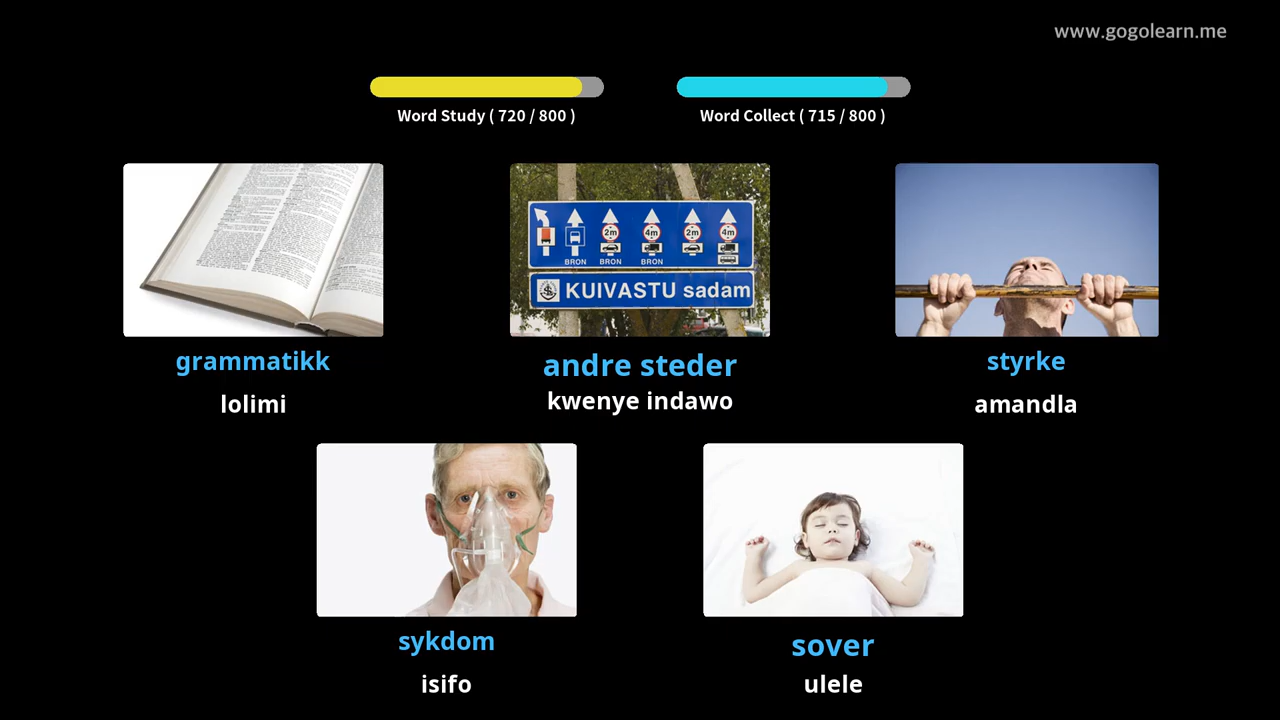 www.gogolearn.me
Word Study ( 720 / 800 )
Word Collect ( 715 / 800 )
2m
4m
2m
4m
BRON
BRON
BRON
KUIVASTU sadam
grammatikk
lolimi
andre steder
kwenye indawo
styrke
amandla
sykdom
isifo
sover
ulele